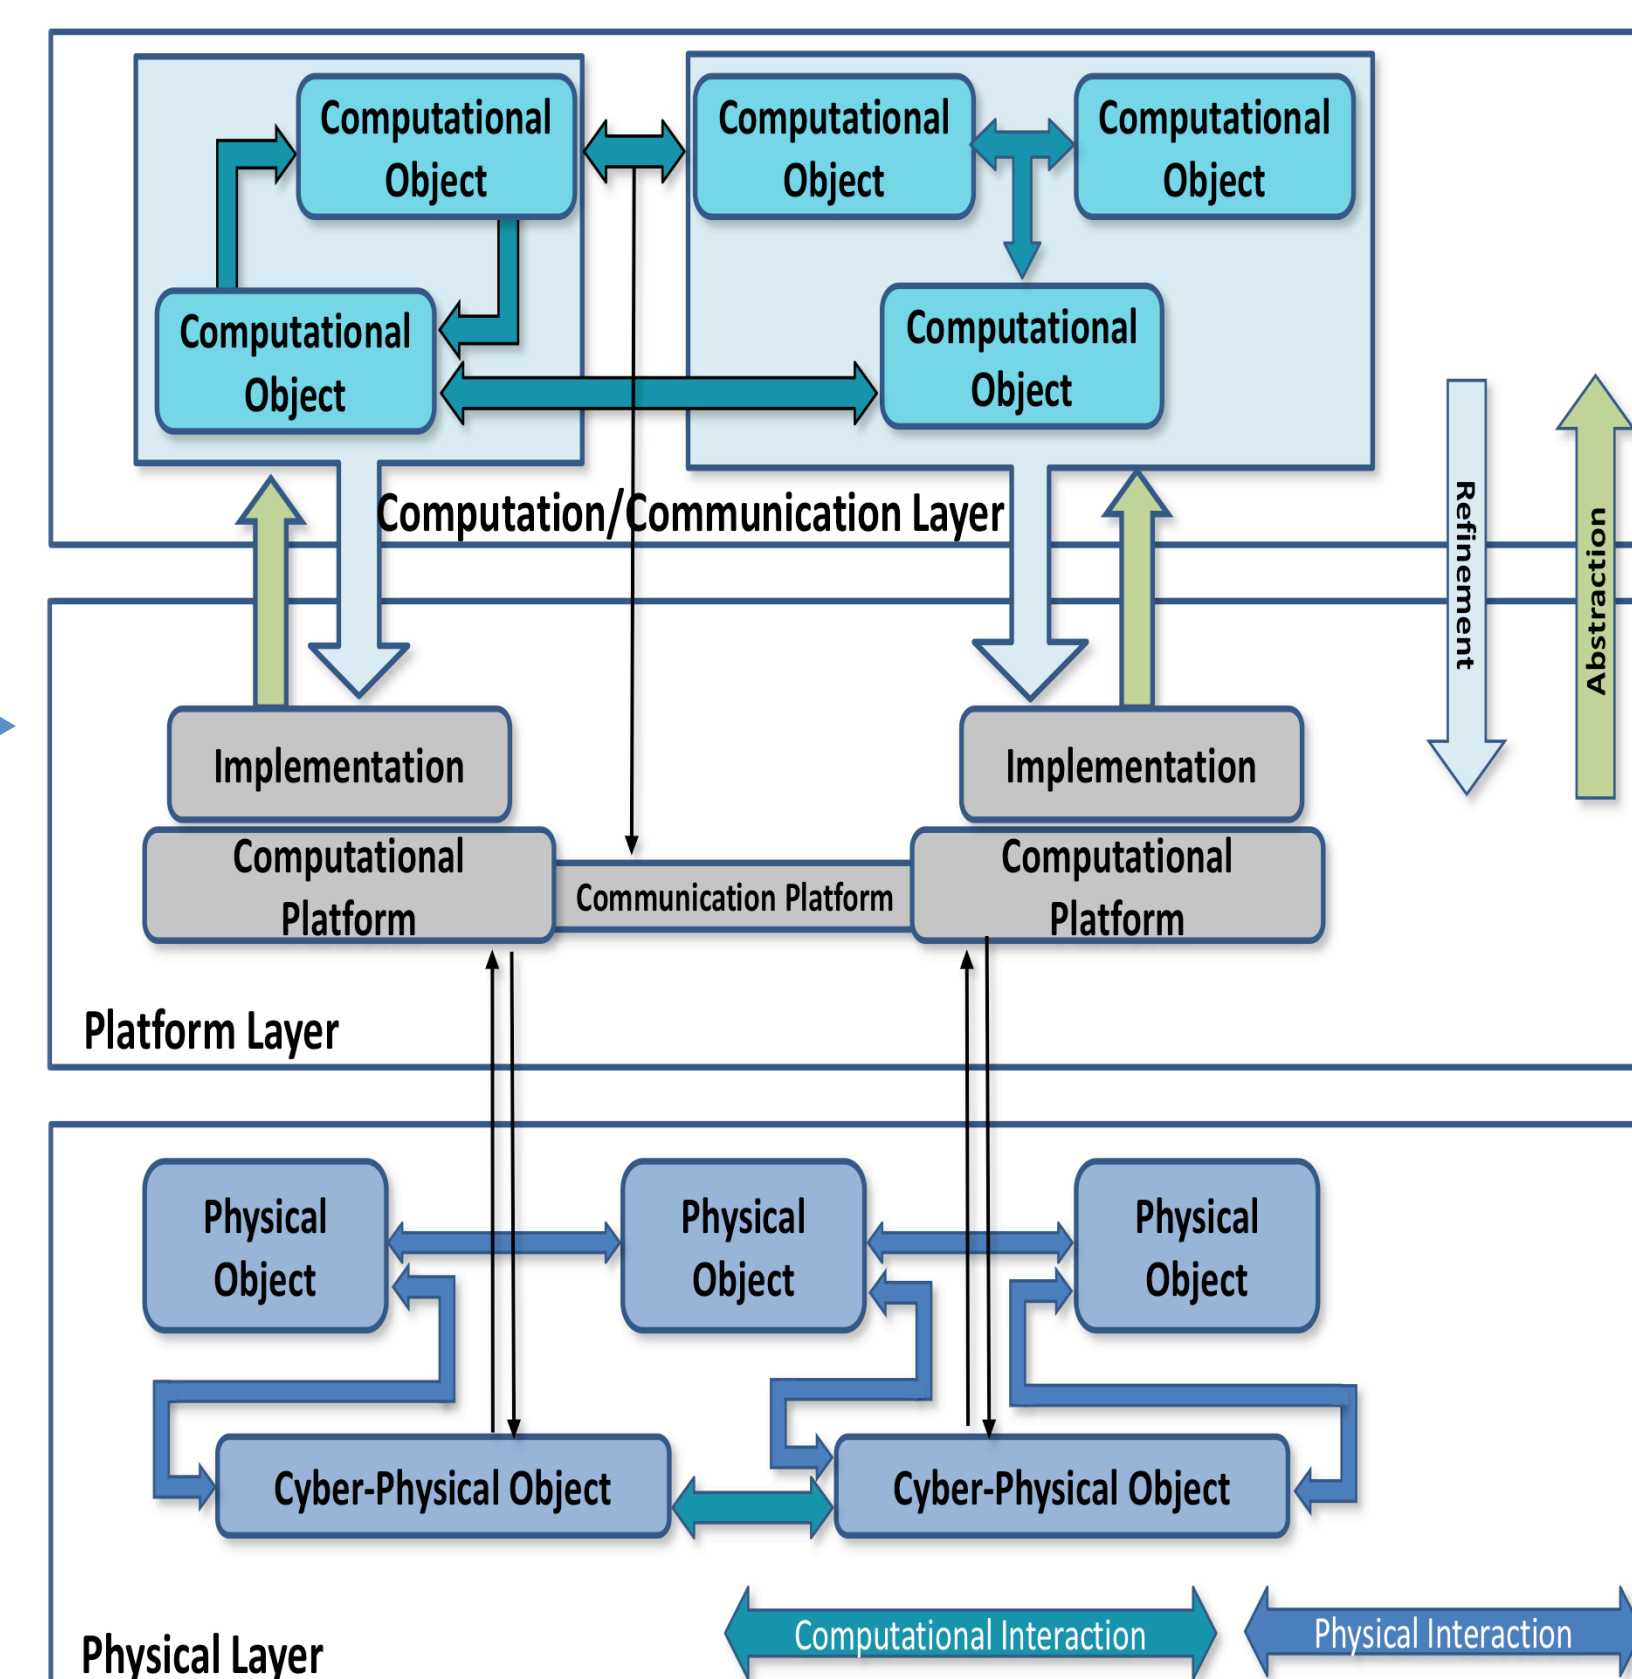 Computational
Object
Computational
Object
Computational
Object
Computational
Object
Computational
Object
Computation/Communication Layer
Refinement
Abstraction
Implementation
Implementation
Computational
Platform
Communication Platform
Computational
Platform
Platform Layer
Physical
Object
Physical
Object
Physical
Object
Cyber-Physical Object
Cyber-Physical Object
Computational Interaction
Physical Interaction
Physical Layer